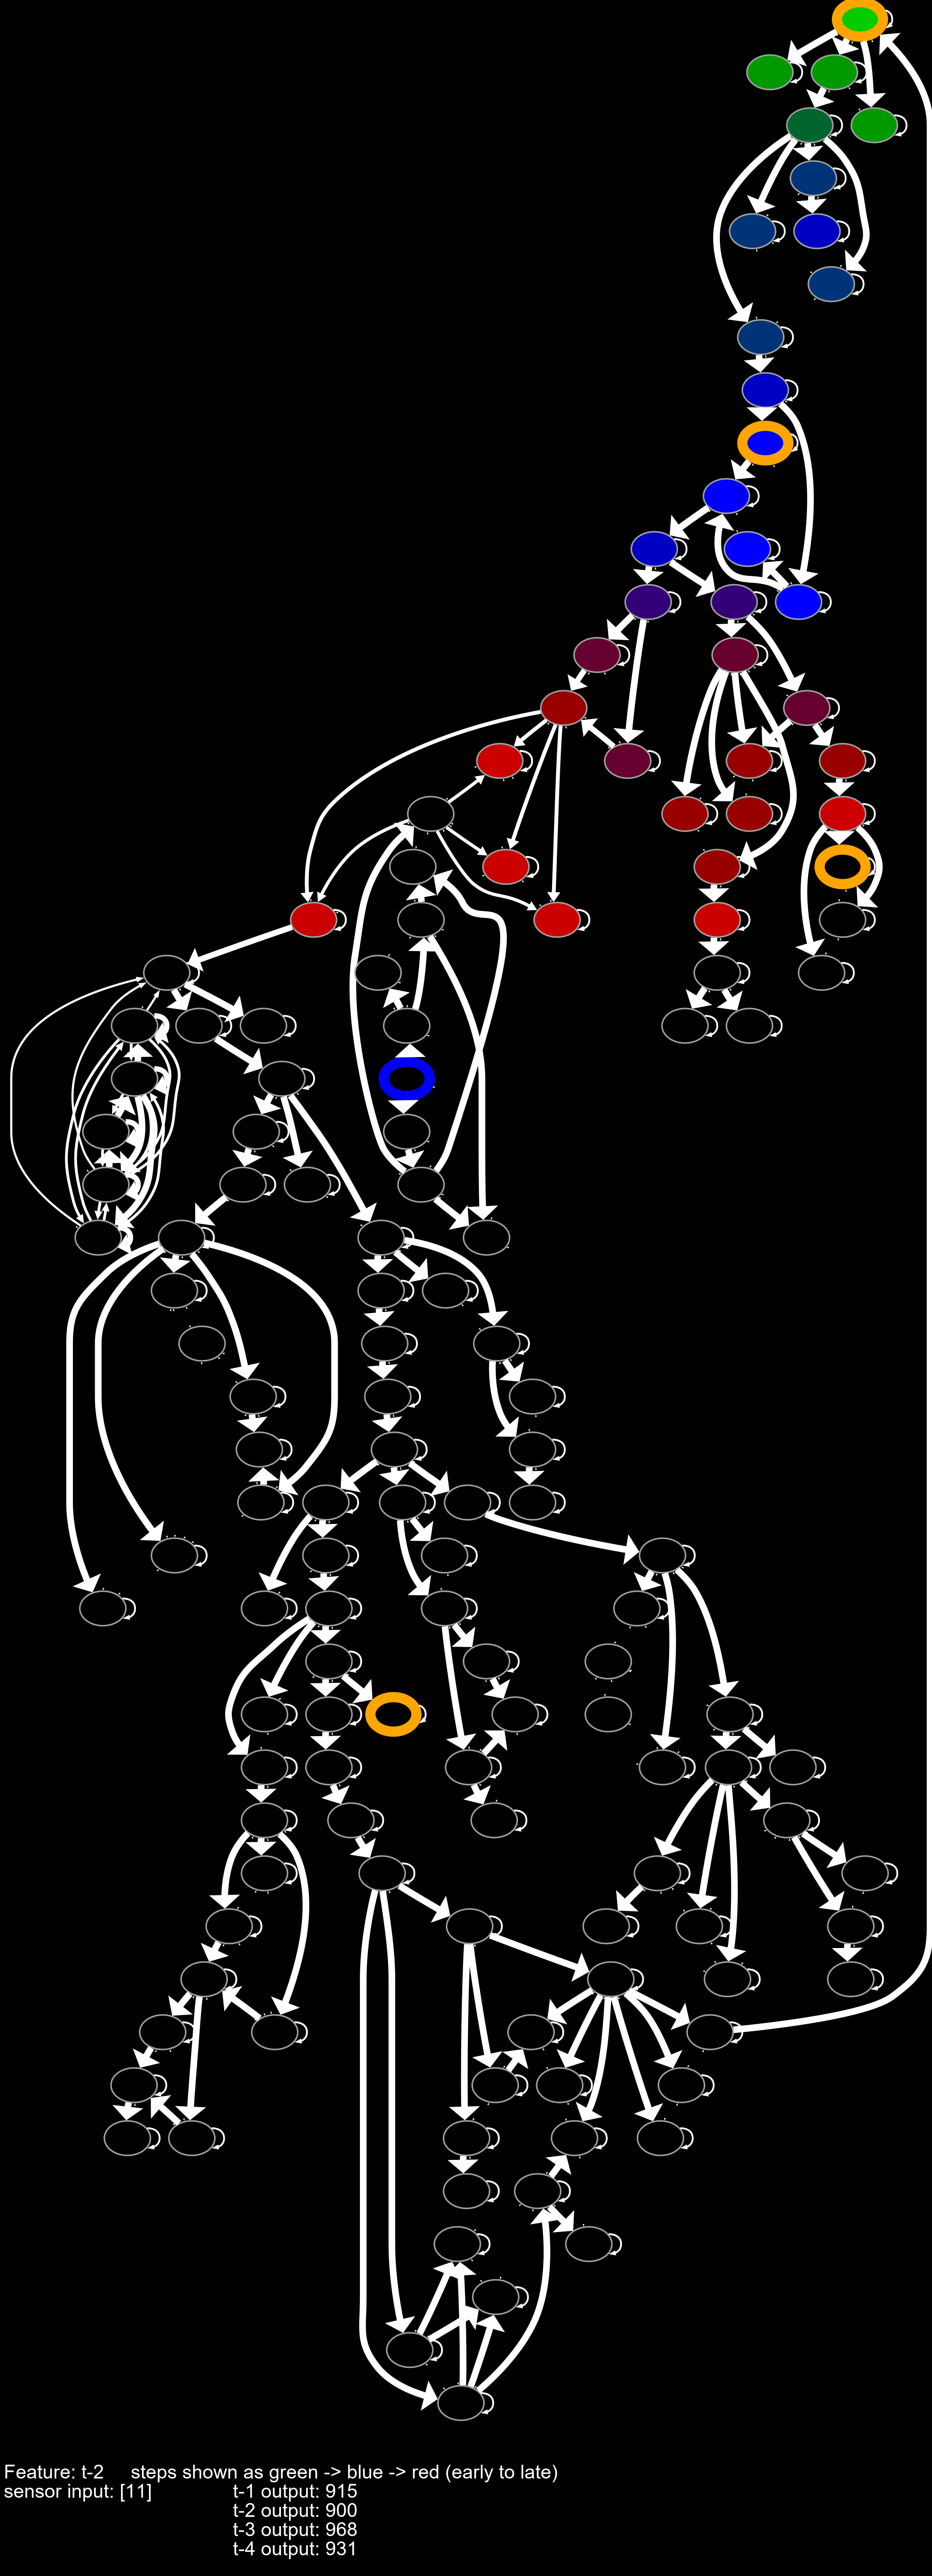 Feature: t-2 steps shown as green -> blue -> red (early to late)
sensor input: [11] t-1 output: 915
t-2 output: 900
t-3 output: 968
t-4 output: 931